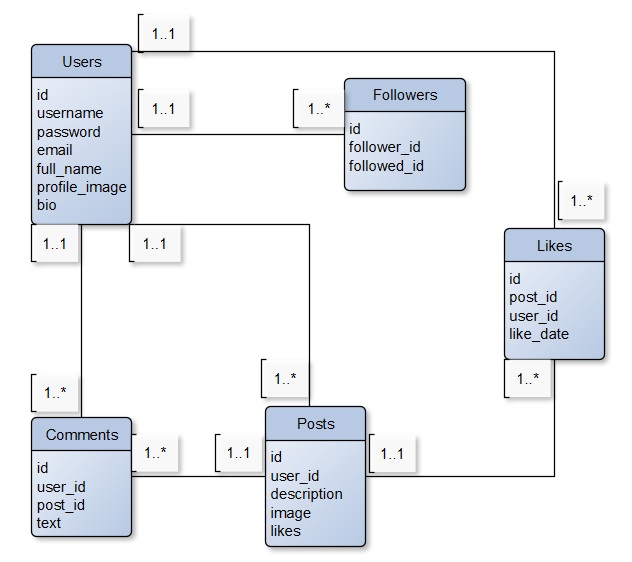 1..1
Users
id
username
password
email
full_name
profile_image
bio
1..1
1..*
Followers
id
follower_id
followed_id
1..*
1..1
1..1
Likes
id
post_id
user_id
like_date
1..*
1..*
1..*
Comments
id
user_id
post_id
text
1..*
1..1
Posts
id
user_id
description
image
likes
1..1